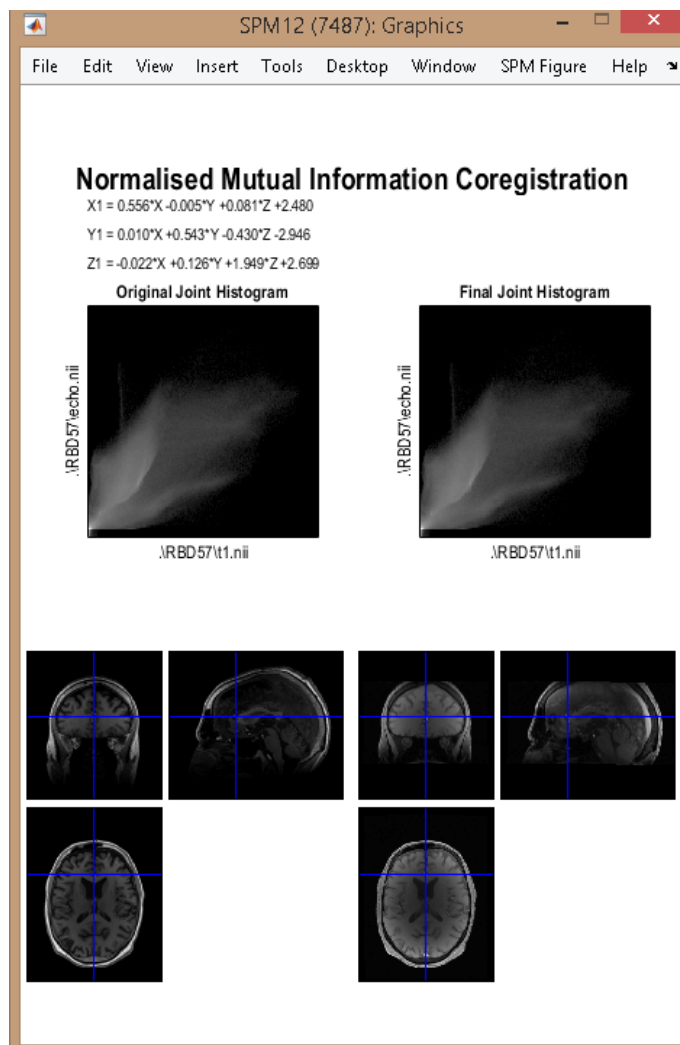 SPM12 (7487): Graphics
File Edit View Insert Tools Desktop Window SPM Figure Help
Normalised Mutual Information Coregistration
X1 = 0.556*X -0.005*Y +0.081*Z +2.480
Y1 = 0.010*X +0.543*Y -0.430*Z -2.946
Z1 = -0.022*X +0.126*Y +1.949*Z +2.699
Original Joint Histogram
.\RBD57\echo.nii
.\RBD57\t1.nii
Final Joint Histogram
.\RBD57\echo.nii
.\RBD57\t1.nii